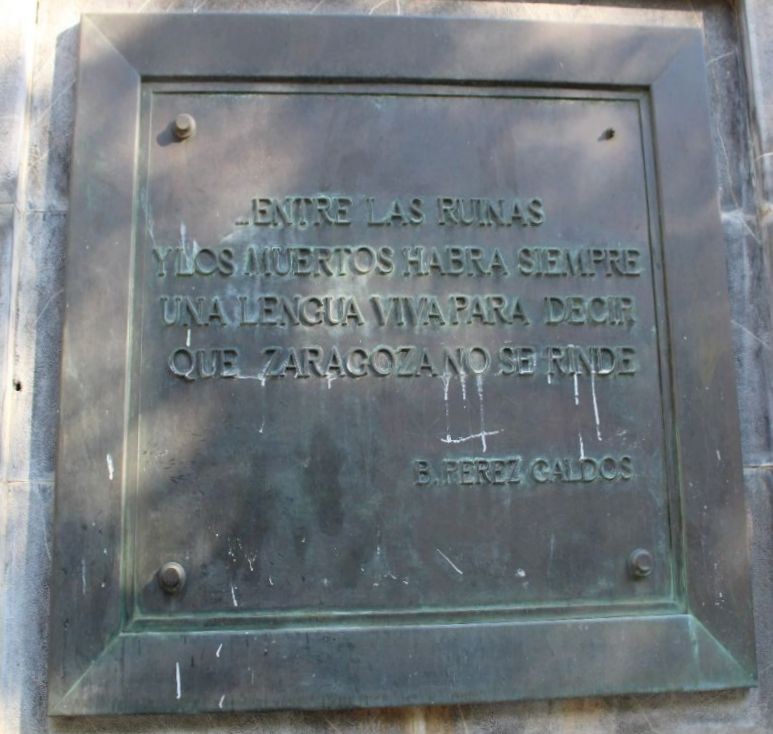 ...ENTRE LAS RUINAS
Y LOS MUERTOS HABRA SIEMPRE
UNA LENGUA VIVA PARA DECIR
QUE ZARAGOZA NO SE RINDE
B. PEREZ GALDOS